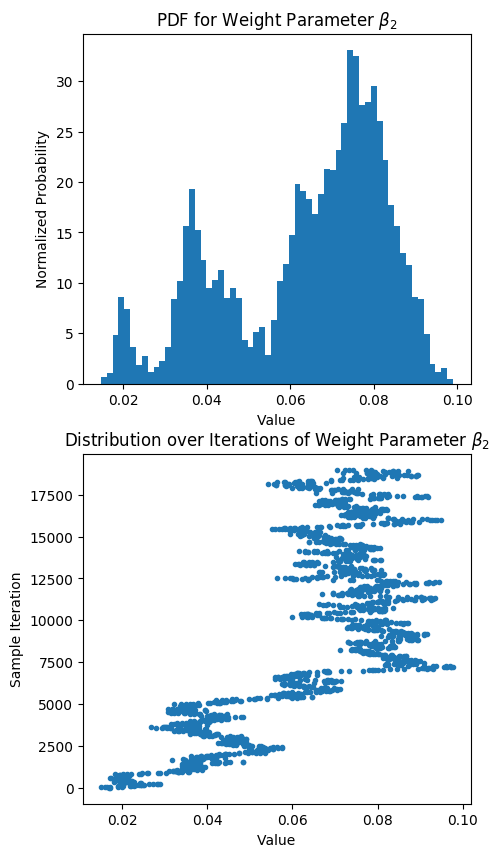 PDF for Weight Parameter β₂
30
25
20
15
10
5
0
Normalized Probability
0.02 0.04 0.06 0.08 0.10
Value
Distribution over Iterations of Weight Parameter β₂
17500
15000
12500
10000
7500
5000
2500
0
Sample Iteration
0.02 0.04 0.06 0.08 0.10
Value